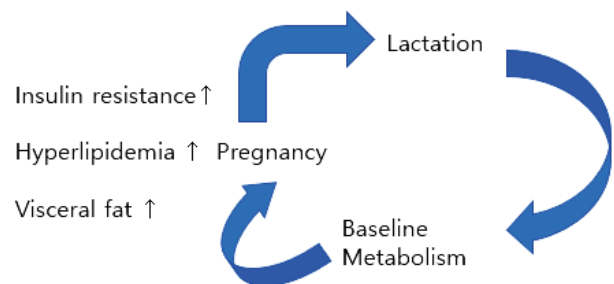 Lactation
Insulin resistance↑
Hyperlipidemia ↑ Pregnancy
Visceral fat ↑
Baseline
Metabolism